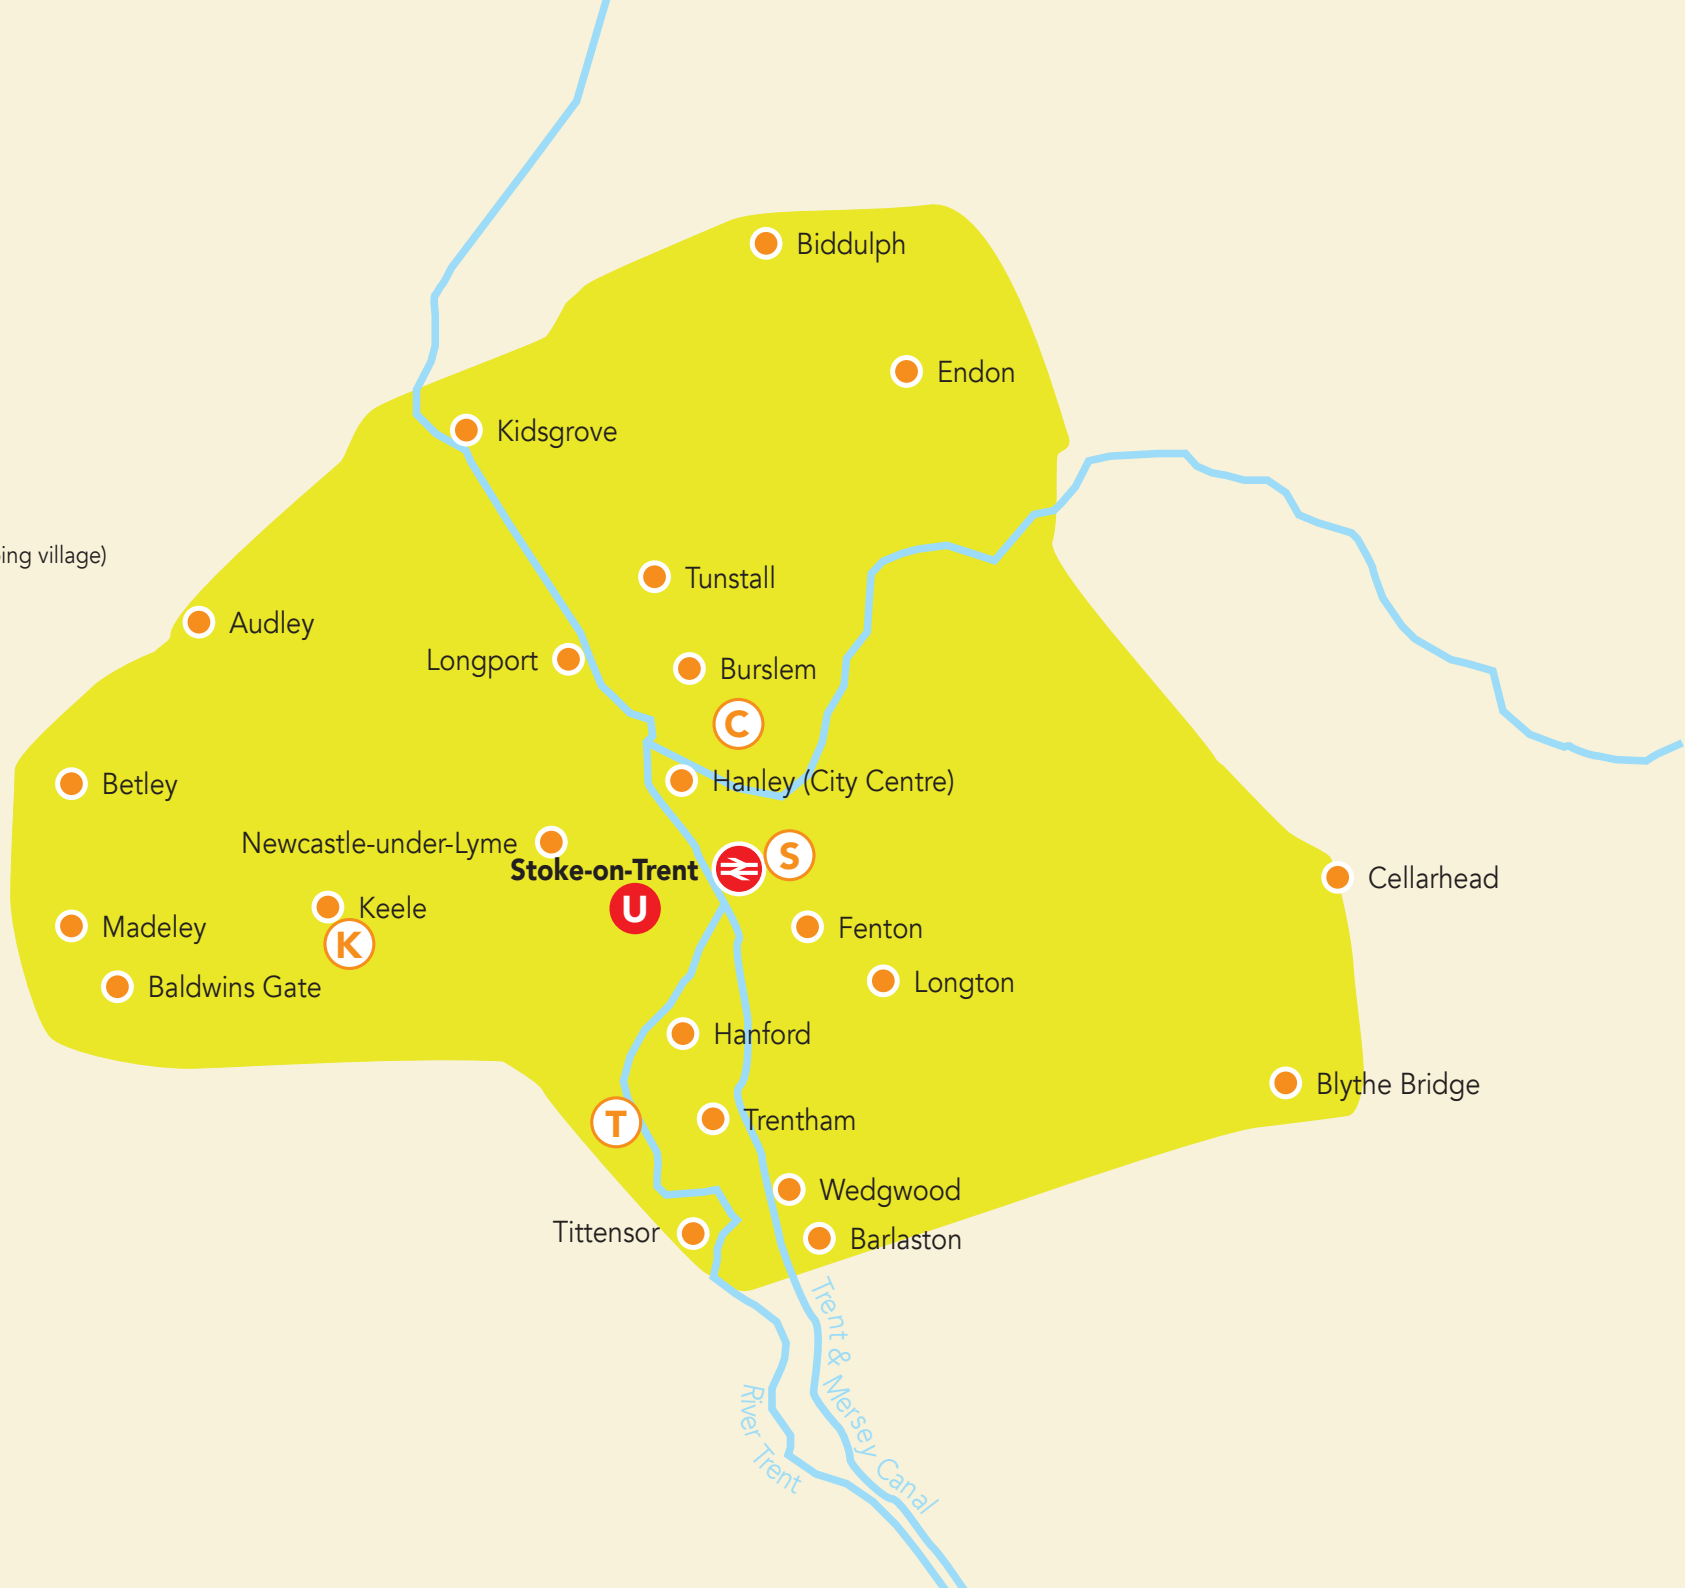 Biddulph
Endon
Kidsgrove
ing village)
Tunstall
Audley
Longport
Burslem
C
Hanley (City Centre)
Betley
Newcastle-under-Lyme
S
Stoke-on-Trent
Cellarhead
U
Keele
Madeley
Fenton
K
Longton
Baldwins Gate
Hanford
Blythe Bridge
T
Trentham
Wedgwood
Tittensor
Barlaston
Trent & Mersey Canal
River Trent